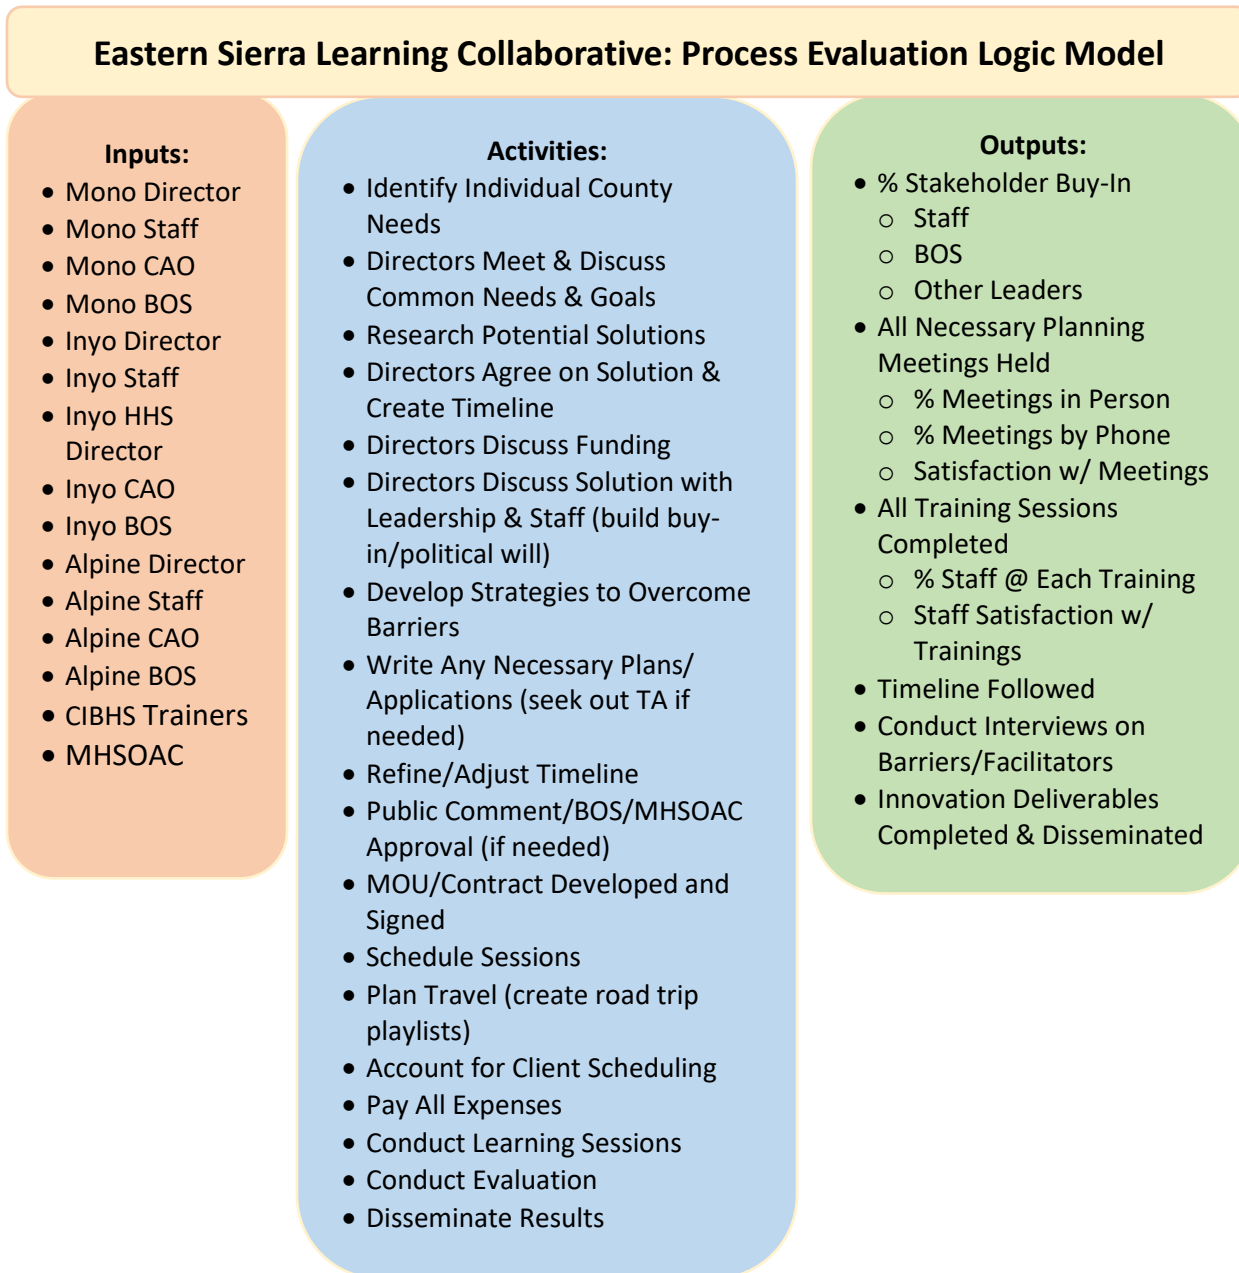 Eastern Sierra Learning Collaborative: Process Evaluation Logic Model
Inputs:
• Mono Director
• Mono Staff
• Mono CAO
• Mono BOS
• Inyo Director
• Inyo Staff
• Inyo HHS
Director
• Inyo CAO
• Inyo BOS
• Alpine Director
• Alpine Staff
• Alpine CAO
• Alpine BOS
• CIBHS Trainers
• MHSOAC
Activities:
• Identify Individual County
Needs
• Directors Meet & Discuss
Common Needs & Goals
• Research Potential Solutions
• Directors Agree on Solution &
Create Timeline
• Directors Discuss Funding
• Directors Discuss Solution with
Leadership & Staff (build buy-
in/political will)
• Develop Strategies to Overcome
Barriers
• Write Any Necessary Plans/
Applications (seek out TA if
needed)
• Refine/Adjust Timeline
• Public Comment/BOS/MHSOAC
Approval (if needed)
• MOU/Contract Developed and
Signed
• Schedule Sessions
• Plan Travel (create road trip
playlists)
• Account for Client Scheduling
• Pay All Expenses
• Conduct Learning Sessions
• Conduct Evaluation
• Disseminate Results
Outputs:
• % Stakeholder Buy-In
o Staff
o BOS
o Other Leaders
• All Necessary Planning
Meetings Held
o % Meetings in Person
o % Meetings by Phone
o Satisfaction w/ Meetings
• All Training Sessions
Completed
o % Staff @ Each Training
o Staff Satisfaction w/
Trainings
• Timeline Followed
• Conduct Interviews on
Barriers/Facilitators
• Innovation Deliverables
Completed & Disseminated